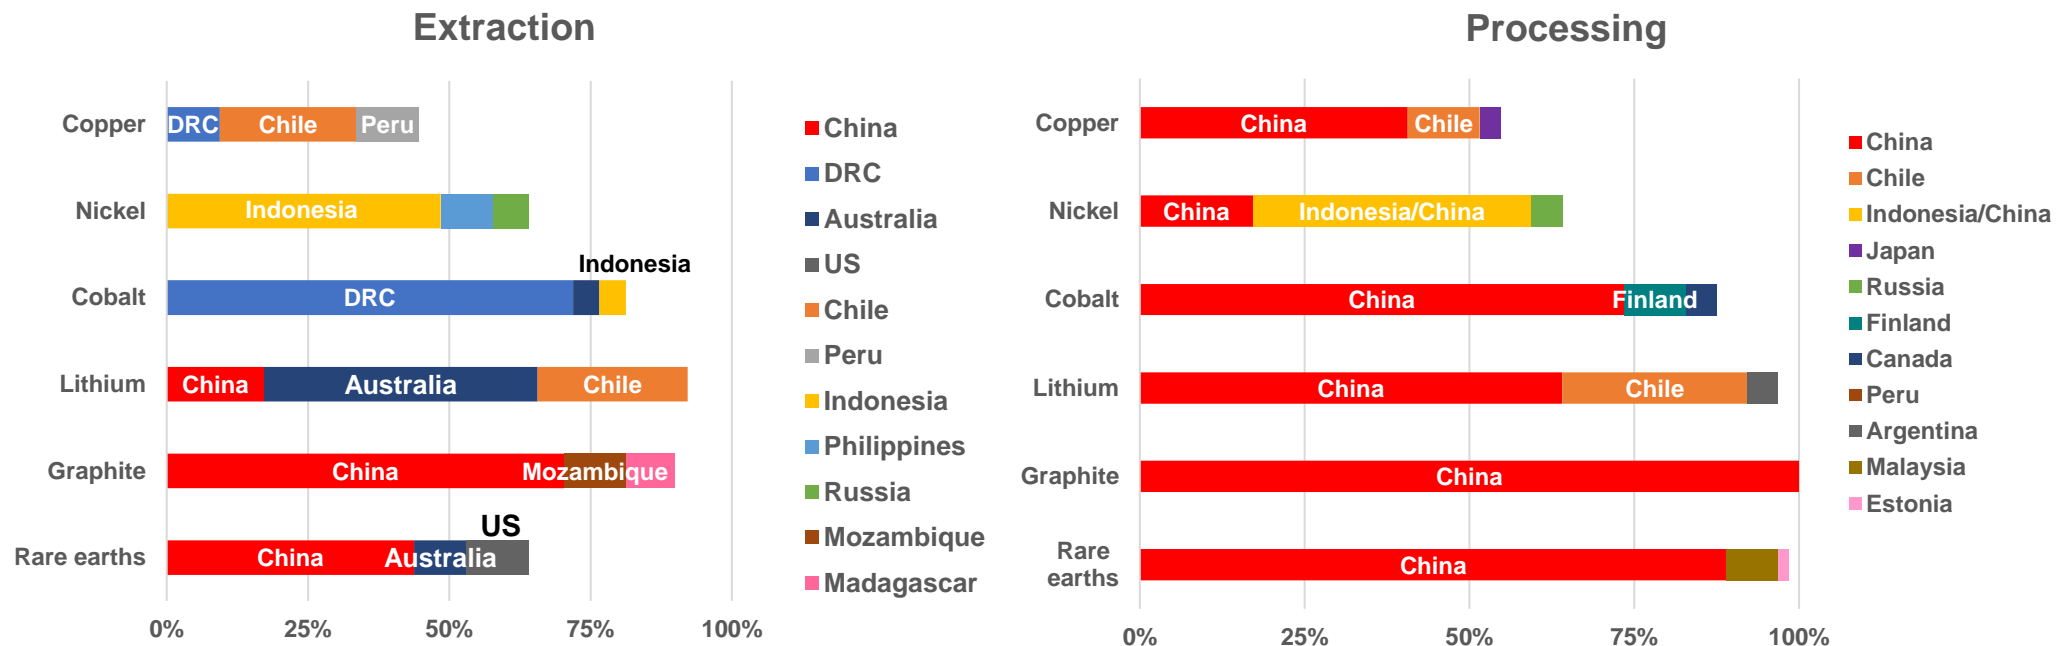 Extraction
Copper
DRC
Chile
Peru
Nickel
Indonesia
Indonesia
Cobalt
DRC
Lithium
China
Australia
Chile
Graphite
China
Mozambique
US
Rare earths
China
Australia
0%
25%
50%
75%
100%
China
DRC
Australia
US
Chile
Peru
Indonesia
Philippines
Russia
Mozambique
Madagascar
Processing
Copper
China
Chile
Nickel
China
Indonesia/China
Cobalt
China
Finland
Lithium
China
Chile
Graphite
China
Rare
earths
China
0%
25%
50%
75%
100%
China
Chile
Indonesia/China
Japan
Russia
Finland
Canada
Peru
Argentina
Malaysia
Estonia